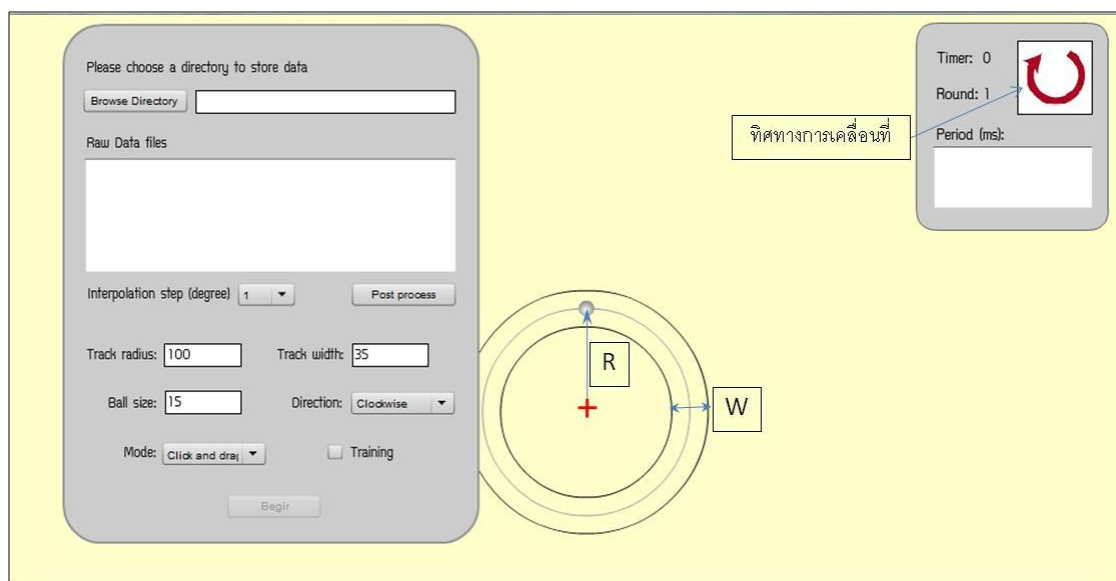 Please choose a directory to store data
Browse Directory
Raw Data files
Interpolation step (degree) 1
Post process
Track radius: 100 Track width: 35
Ball size: 15 Direction: Clockwise
Mode: Click and drag Training
Begin
R
W
ทิศทางการเคลื่อนที่
Timer: 0
Round: 1
Period (ms):